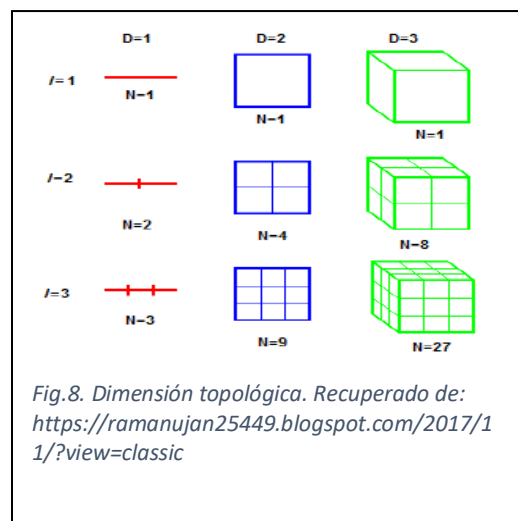 D=1 D=2 D=3
l=1
N=1 N=1 N=1
l=2
N=2 N=4 N=8
l=3
N=3 N=9 N=27
Fig.8. Dimensión topológica. Recuperado de:
https://ramanujan25449.blogspot.com/2017/1
1/?view=classic